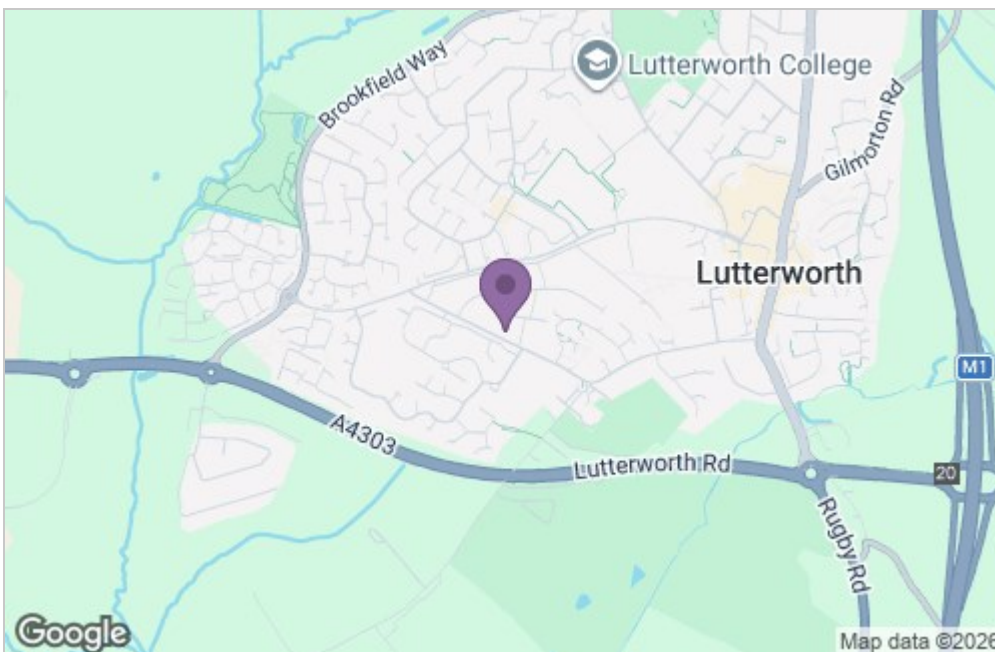 Brookfield Way
Lutterworth College
Gilmorton Rd
Lutterworth
M1
A4303
Lutterworth Rd
20
Rugby Rd
Google
Map data ©2026